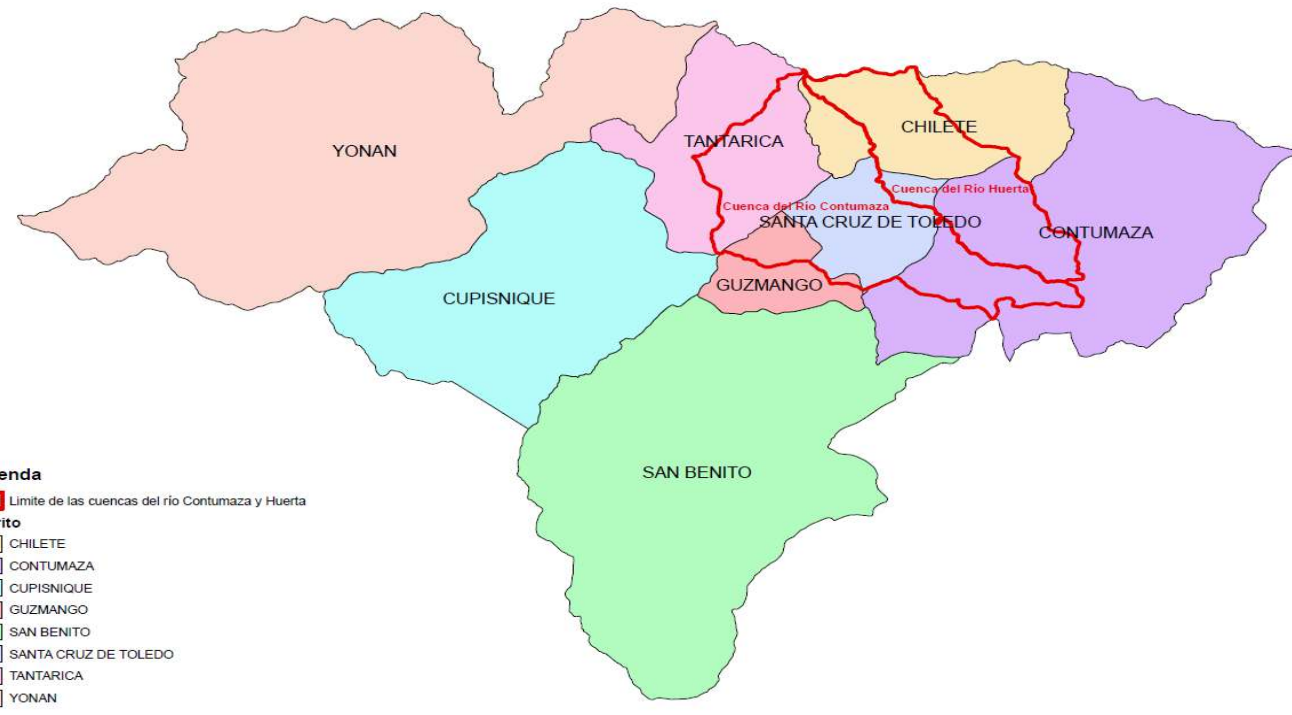 CHILETE
YONAN
TANTARICA
Cuenca del Río Huerta
Cuenca del Río Contumaza
SANTA CRUZ DE TOLEDO
CONTUMAZA
GUZMANGO
CUPISNIQUE
SAN BENITO
enda
Limite de las cuencas del río Contumaza y Huerta
ito
CHILETE
CONTUMAZA
CUPISNIQUE
GUZMANGO
SAN BENITO
SANTA CRUZ DE TOLEDO
TANTARICA
YONAN